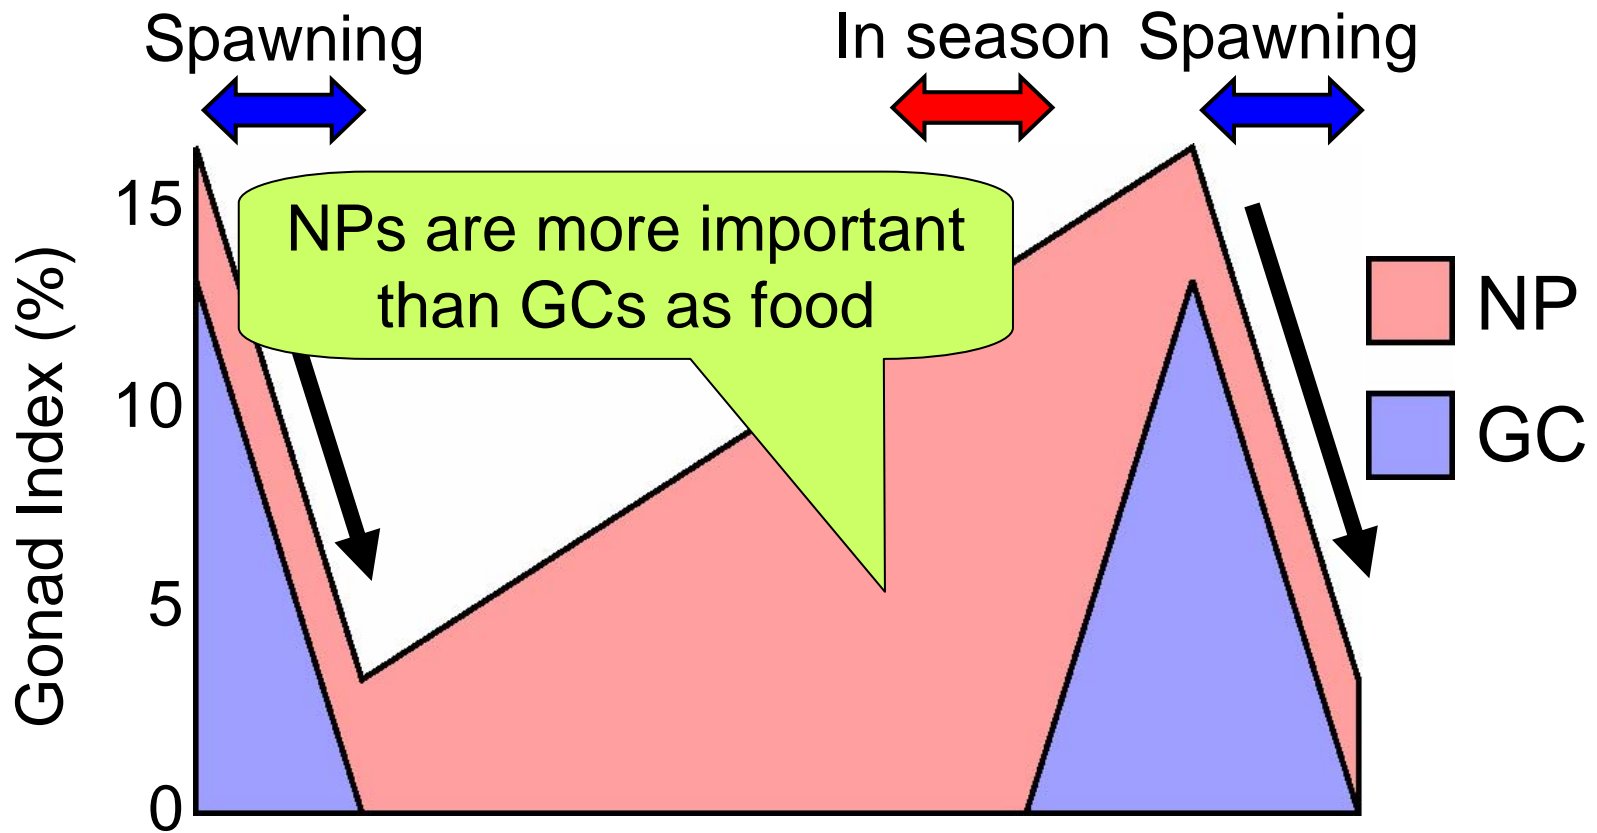 Spawning
In season
Spawning
NPs are more important
than GCs as food
15
10
5
0
Gonad Index (%)
NP
GC